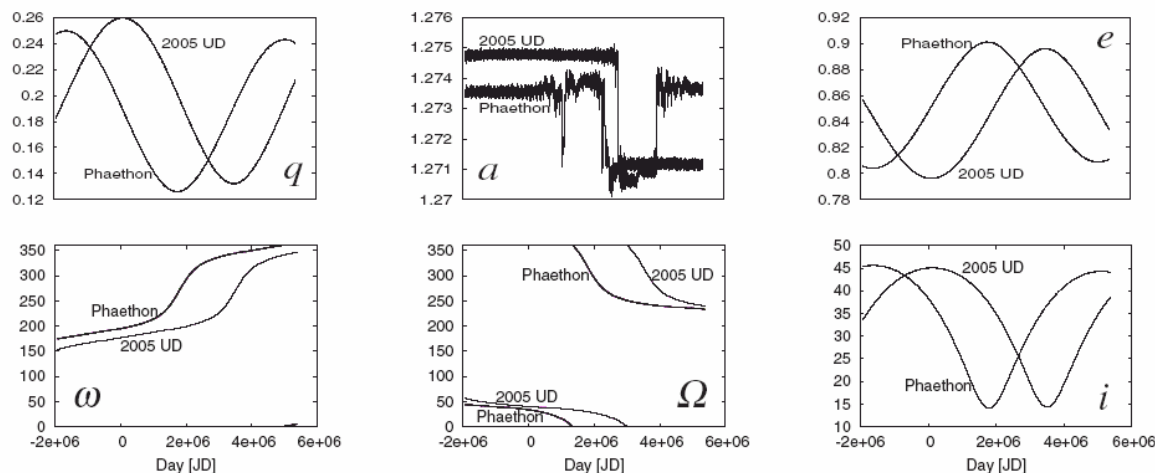 0.26
0.24
0.22
0.2
0.18
0.16
0.14
0.12
2005 UD
Phaethon
q
1.276
1.275
1.274
1.273
1.272
1.271
1.27
2005 UD
Phaethon
a
0.92
0.9
0.88
0.86
0.84
0.82
0.8
0.78
Phaethon
e
2005 UD
350
300
250
200
150
100
50
0
Phaethon
2005 UD
ω
-2e+06 0 2e+06 4e+06 6e+06
Day [JD]
350
300
250
200
150
100
50
0
Phaethon
2005 UD
2005 UD
Phaethon
Ω
-2e+06 0 2e+06 4e+06 6e+06
Day [JD]
50
45
40
35
30
25
20
15
10
2005 UD
Phaethon
i
-2e+06 0 2e+06 4e+06 6e+06
Day [JD]